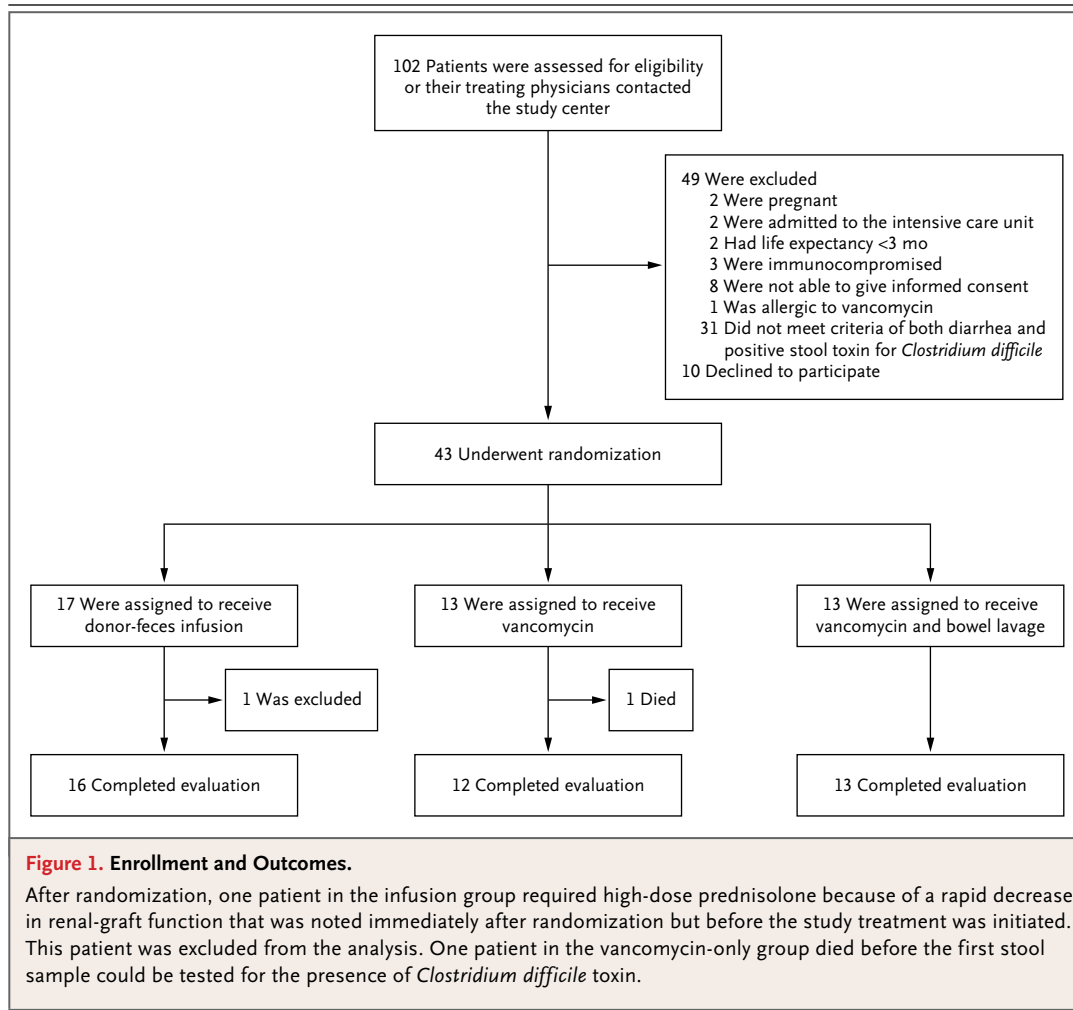 102 Patients were assessed for eligibility
or their treating physicians contacted
the study center
49 Were excluded
2 Were pregnant
2 Were admitted to the intensive care unit
2 Had life expectancy <3 mo
3 Were immunocompromised
8 Were not able to give informed consent
1 Was allergic to vancomycin
31 Did not meet criteria of both diarrhea and
positive stool toxin for Clostridium difficile
10 Declined to participate
43 Underwent randomization
17 Were assigned to receive
donor-feces infusion
13 Were assigned to receive
vancomycin
13 Were assigned to receive
vancomycin and bowel lavage
1 Was excluded
1 Died
16 Completed evaluation
12 Completed evaluation
13 Completed evaluation
Figure 1. Enrollment and Outcomes.
After randomization, one patient in the infusion group required high-dose prednisolone because of a rapid decrease
in renal-graft function that was noted immediately after randomization but before the study treatment was initiated.
This patient was excluded from the analysis. One patient in the vancomycin-only group died before the first stool
sample could be tested for the presence of Clostridium difficile toxin.